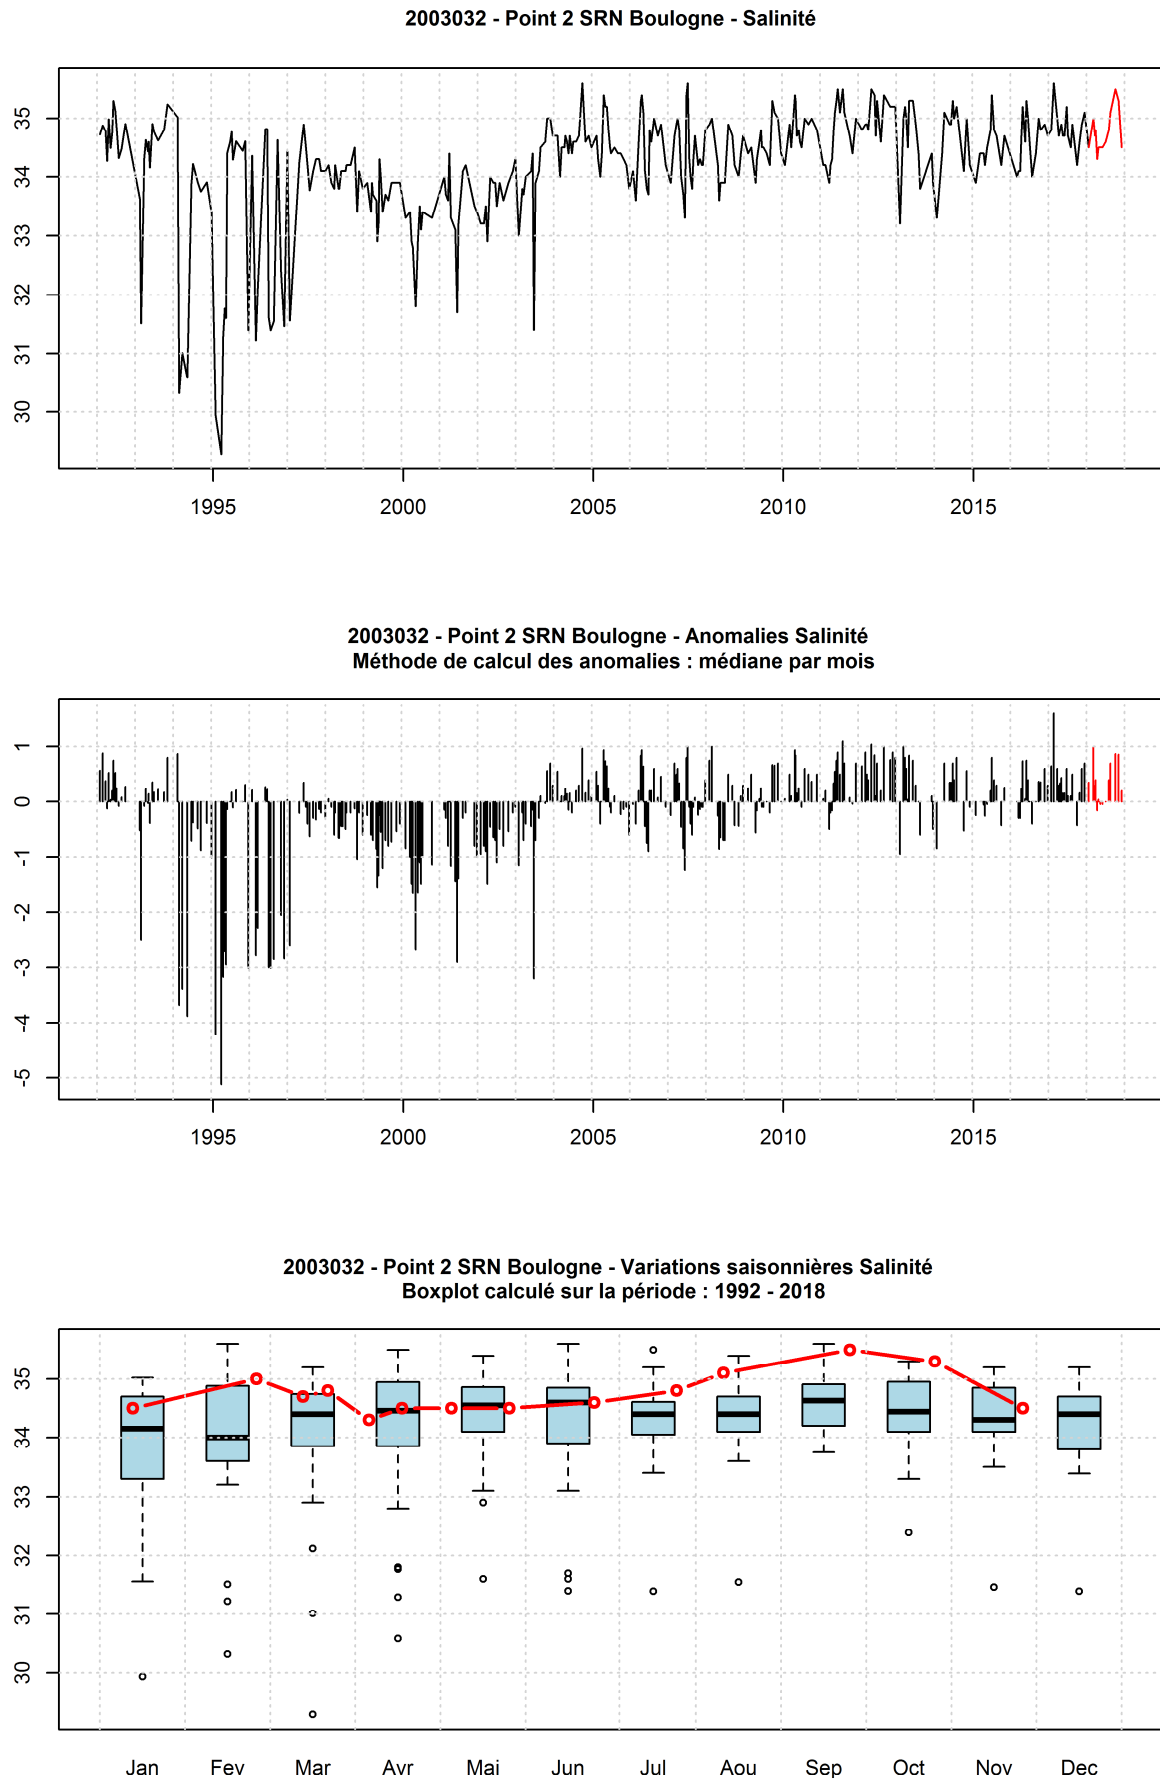 2003032 - Point 2 SRN Boulogne - Salinité
35
34
33
32
31
30
1995 2000 2005 2010 2015
2003032 - Point 2 SRN Boulogne - Anomalies Salinité
Méthode de calcul des anomalies : médiane par mois
1
0
-1
-2
-3
-4
-5
1995 2000 2005 2010 2015
2003032 - Point 2 SRN Boulogne - Variations saisonnières Salinité
Boxplot calculé sur la période : 1992 - 2018
35
34
33
32
31
30
Jan Fev Mar Avr Mai Jun Jul Aou Sep Oct Nov Dec